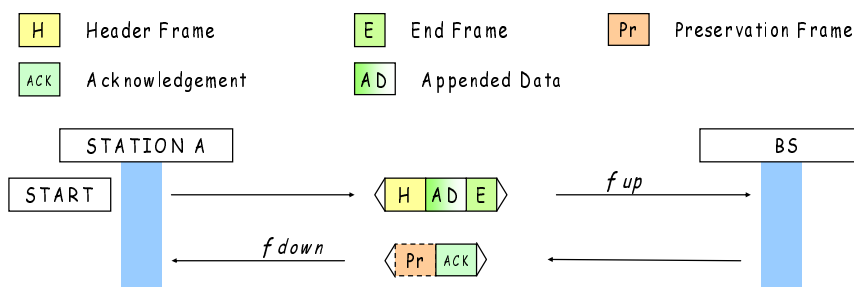 H Header Frame E End Frame Pr Preservation Frame
ACK Acknowledgement AD Appended Data
STATION A BS
START H AD E f up
f down Pr ACK